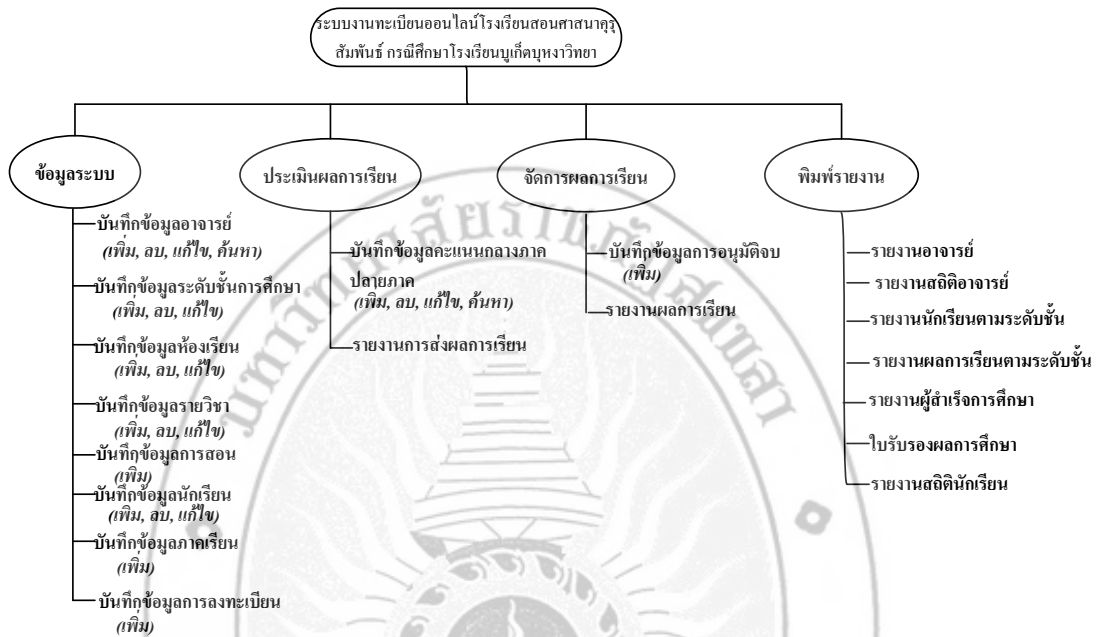 ระบบงานทะเบียนออนไลน์โรงเรียนสอนศาสนาคุรุ
สัมพันธ์ กรณีศึกษาโรงเรียนบูเก็ตบุหงาวิทยา
ข้อมูลระบบ
บันทึกข้อมูลอาจารย์
(เพิ่ม, ลบ, แก้ไข, ค้นหา)
บันทึกข้อมูลระดับชั้นการศึกษา
(เพิ่ม, ลบ, แก้ไข)
บันทึกข้อมูลห้องเรียน
(เพิ่ม, ลบ, แก้ไข)
บันทึกข้อมูลรายวิชา
(เพิ่ม, ลบ, แก้ไข)
บันทึกข้อมูลการสอน
(เพิ่ม)
บันทึกข้อมูลนักเรียน
(เพิ่ม, ลบ, แก้ไข)
บันทึกข้อมูลภาคเรียน
(เพิ่ม)
บันทึกข้อมูลการลงทะเบียน
(เพิ่ม)
ประเมินผลการเรียน
บันทึกข้อมูลคะแนนกลางภาค
ปลายภาค
(เพิ่ม, ลบ, แก้ไข, ค้นหา)
รายงานการส่งผลการเรียน
จัดการผลการเรียน
บันทึกข้อมูลการอนุมัติจบ
(เพิ่ม)
รายงานผลการเรียน
พิมพ์รายงาน
รายงานอาจารย์
รายงานสถิติอาจารย์
รายงานนักเรียนตามระดับชั้น
รายงานผลการเรียนตามระดับชั้น
รายงานผู้สำเร็จการศึกษา
ใบรับรองผลการศึกษา
รายงานสถิตินักเรียน